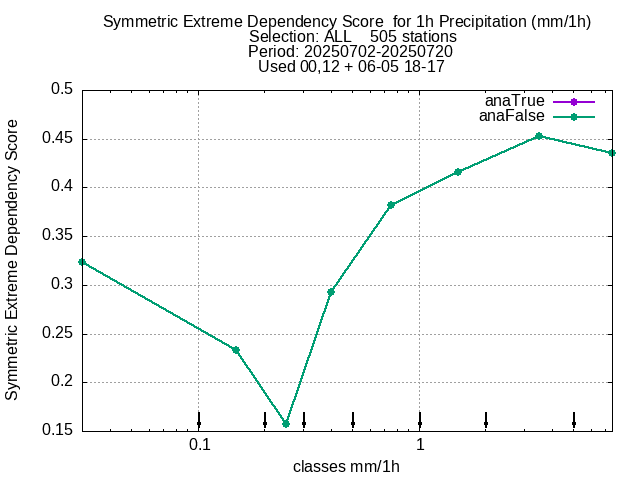 Symmetric Extreme Dependency Score  for 1h Precipitation (mm/1h)
Selection: ALL    505 stations
Period: 20250702-20250720
Used 00,12 + 06-05 18-17
anaTrue
anaFalse
0.5
0.45
0.4
0.35
0.3
0.25
0.2
0.15
Symmetric Extreme Dependency Score
0.1
1
classes mm/1h